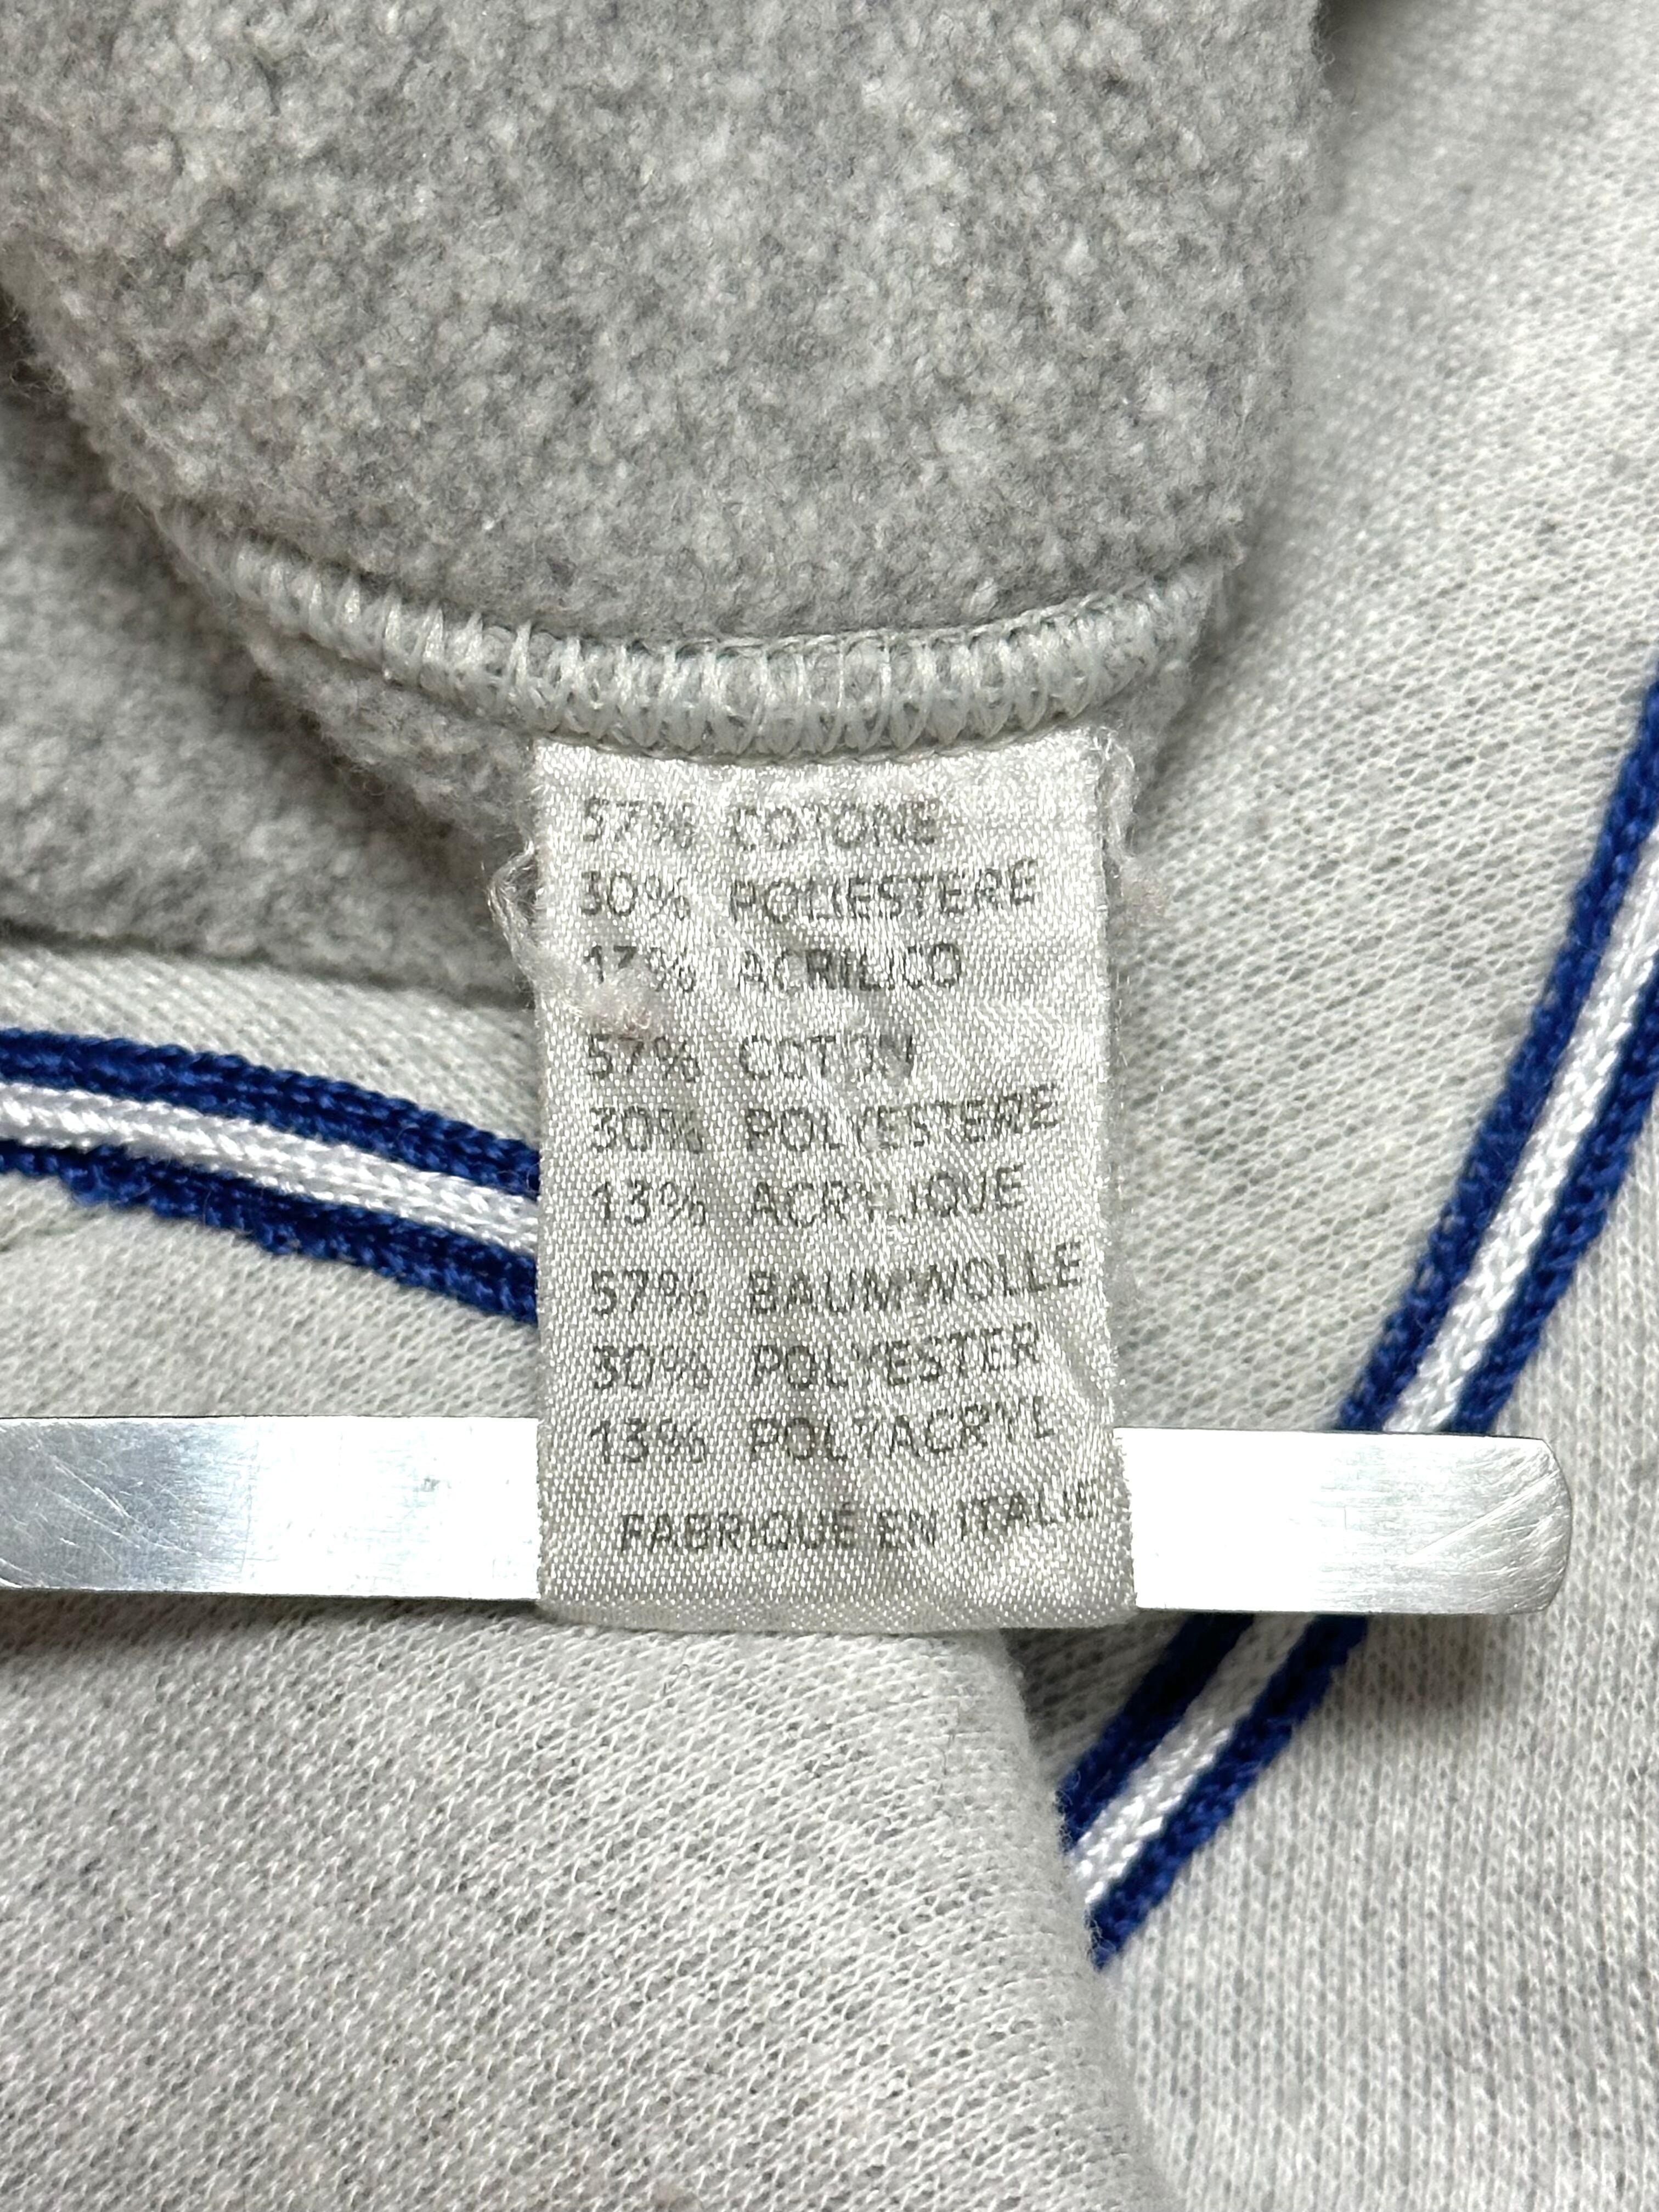 57% COTONE
30% POLIESTERE
13% ACRILICO
57% COTON
30% POLYESTERE
13% ACRYLIQUE
57% BAUMWOLLE
30% POLYESTER
13% POLYACRYL
FABRIQUÉ EN ITALIE